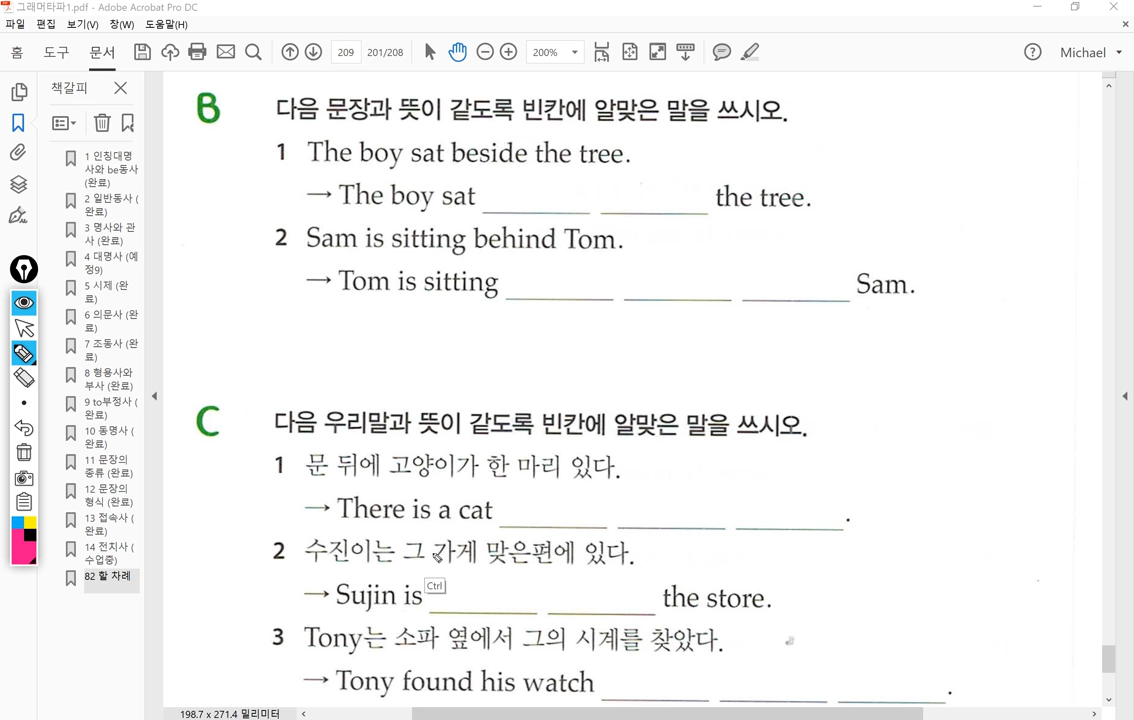 그래머타파1.pdf - Adobe Acrobat Pro DC
파일 편집 보기(V) 창(W) 도움말(H)
홈 도구 문서 209 201/208 200% Michael
책갈피
1 인칭대명
사와 be동사
(완료)
2 일반동사 (
완료)
3 명사와 관
사 (완료)
4 대명사 (예
정9)
5 시제 (완
료)
6 의문사 (완
료)
7 조동사 (완
료)
8 형용사와
부사 (완료)
9 to부정사 (
완료)
10 동명사 (
완료)
11 문장의
종류 (완료)
12 문장의
형식 (완료)
13 접속사 (
완료)
14 전치사 (
수업중)
82 할 차례
B 다음 문장과 뜻이 같도록 빈칸에 알맞은 말을 쓰시오.
1 The boy sat beside the tree.
→ The boy sat ______ ______ the tree.
2 Sam is sitting behind Tom.
→ Tom is sitting ______ ______ ______ Sam.
C 다음 우리말과 뜻이 같도록 빈칸에 알맞은 말을 쓰시오.
1 문 뒤에 고양이가 한 마리 있다.
→ There is a cat ______ ______ ______.
2 수진이는 그 가게 맞은편에 있다.
Ctrl
→ Sujin is ______ ______ the store.
3 Tony는 소파 옆에서 그의 시계를 찾았다.
→ Tony found his watch ______ ______ ______.
198.7 x 271.4 밀리미터